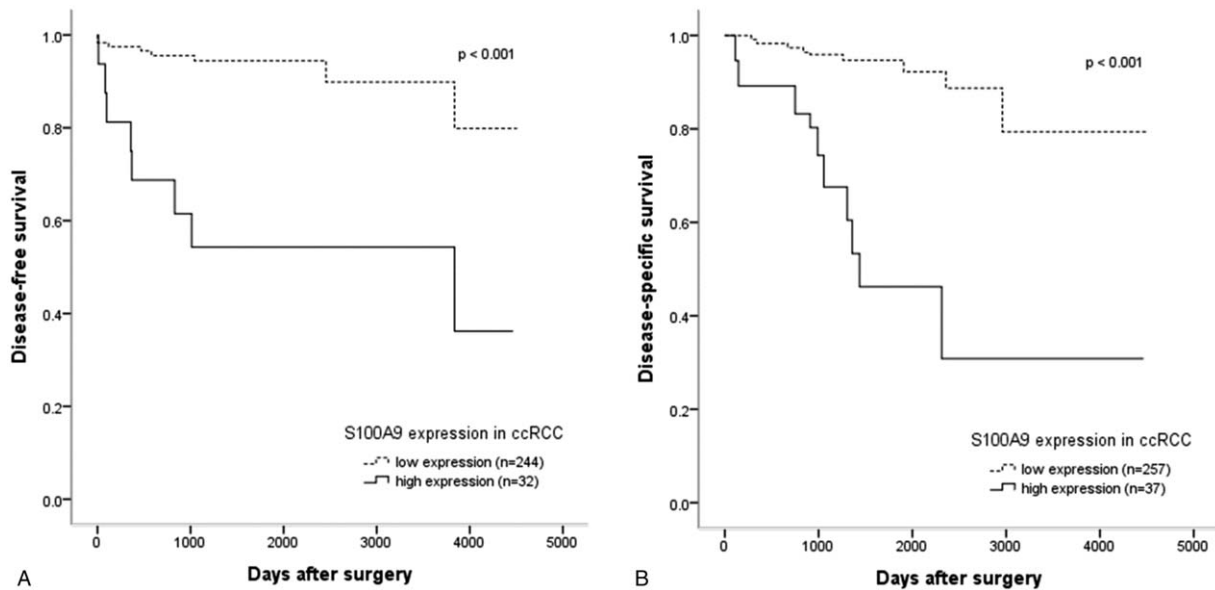 1.0
0.8
0.6
0.4
0.2
0.0
Disease-free survival
p < 0.001
S100A9 expression in ccRCC
low expression (n=244)
high expression (n=32)
0 1000 2000 3000 4000 5000
Days after surgery
A
1.0
0.8
0.6
0.4
0.2
0.0
Disease-specific survival
p < 0.001
S100A9 expression in ccRCC
low expression (n=257)
high expression (n=37)
0 1000 2000 3000 4000 5000
Days after surgery
B